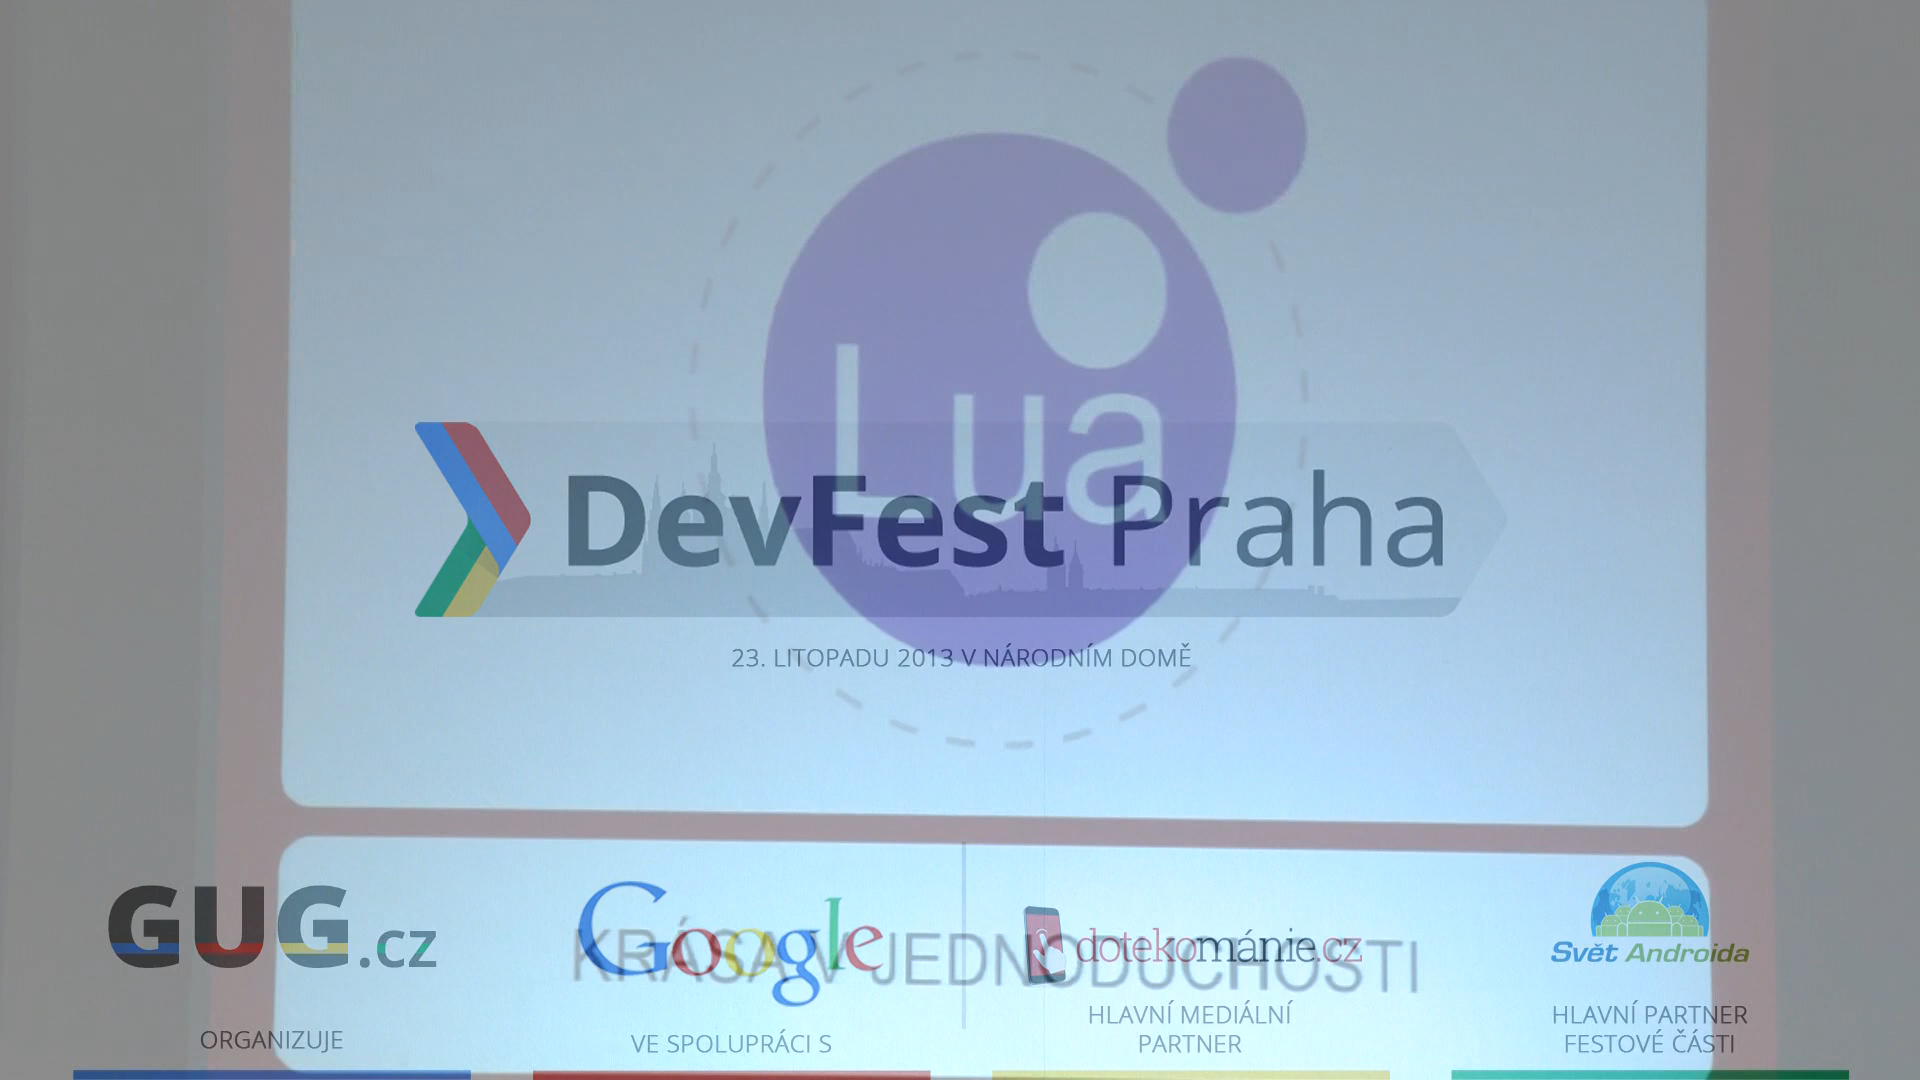 Lua
DevFest Praha
23. LITOPADU 2013 V NÁRODNÍM DOMĚ
KRÁSA V JEDNODUCHOSTI
GUG.cz
ORGANIZUJE
Google
VE SPOLUPRÁCI S
dotekománie.cz
HLAVNÍ MEDIÁLNÍ
PARTNER
Svět Androida
HLAVNÍ PARTNER
FESTOVÉ ČÁSTI